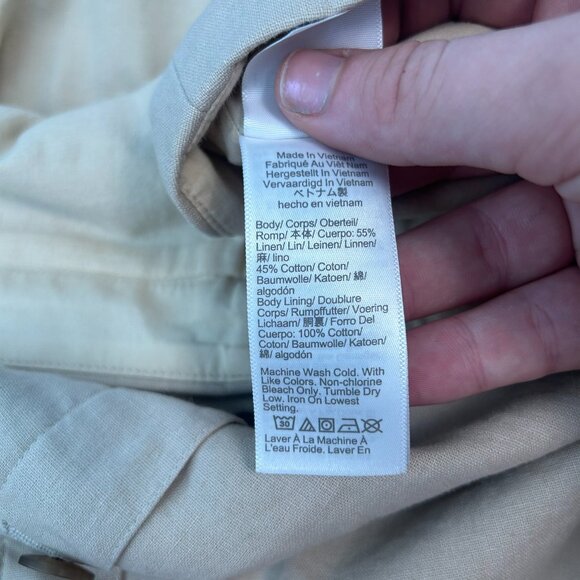 Made In Vietnam
Fabriqué Au Viêt Nam
Hergestellt In Vietnam
Vervaardigd In Vietnam
ベトナム製
hecho en vietnam
Body/ Corps/ Oberteil/
Romp/ 本体/ Cuerpo: 55%
Linen/ Lin/ Leinen/ Linnen/
麻/ lino
45% Cotton/ Coton/
Baumwolle/ Katoen/ 綿/
algodón
Body Lining/ Doublure
Corps/ Rumpffutter/ Voering
Lichaam/ 胴裏/ Forro Del
Cuerpo: 100% Cotton/
Coton/ Baumwolle/ Katoen/
綿/ algodón
Machine Wash Cold. With
Like Colors. Non-chlorine
Bleach Only. Tumble Dry
Low. Iron On Lowest
Setting.
30
Laver À La Machine À
L'eau Froide. Laver En